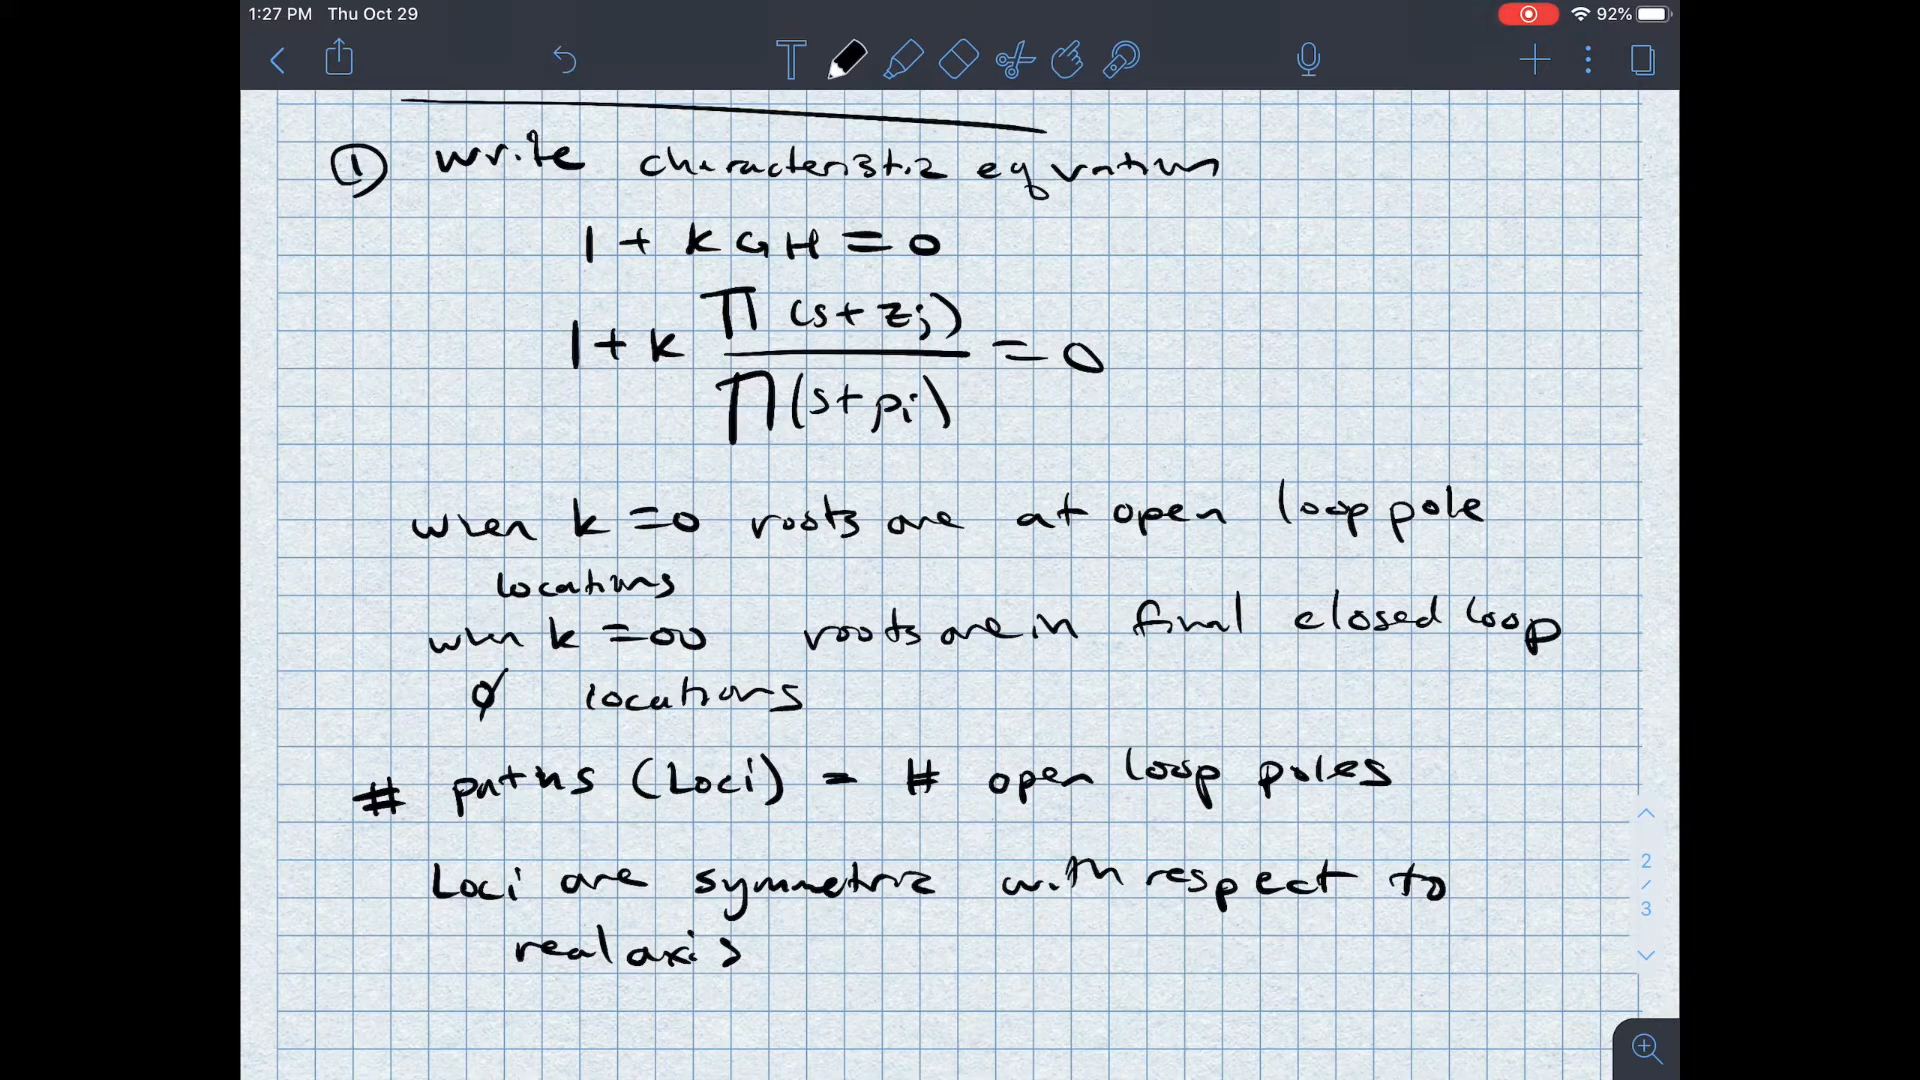 1:27 PM Thu Oct 29 92%
① write characteristic equation
1 + k G H = 0
1 + k ∏ (s + zj) / ∏ (s + pi) = 0
when k = 0 roots are at open loop pole
locations
when k = ∞ roots are in final closed loop
∅ locations
# paths (Loci) = # open loop poles
Loci are symmetric with respect to
real axis
2 / 3